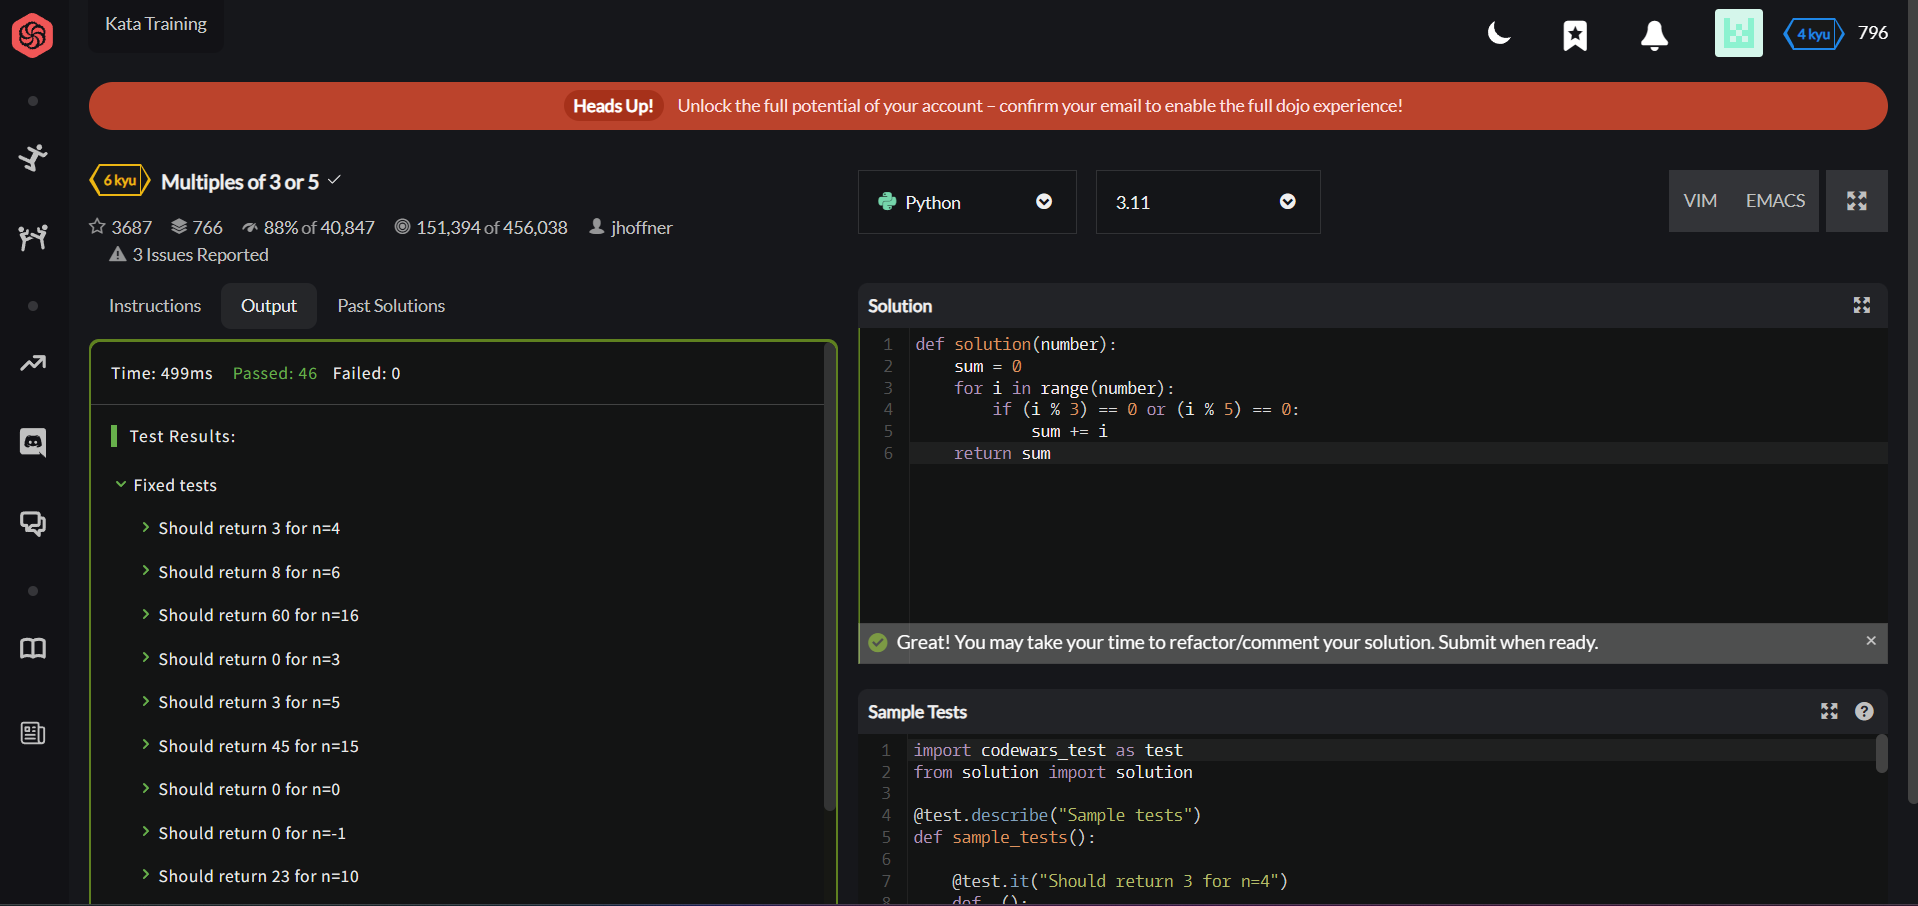 Kata Training
4 kyu 796
Heads Up! Unlock the full potential of your account – confirm your email to enable the full dojo experience!
6 kyu Multiples of 3 or 5
3687 766 88% of 40,847 151,394 of 456,038 jhoffner
3 Issues Reported
Python 3.11 VIM EMACS
Instructions Output Past Solutions
Time: 499ms Passed: 46 Failed: 0
Test Results:
Fixed tests
Should return 3 for n=4
Should return 8 for n=6
Should return 60 for n=16
Should return 0 for n=3
Should return 3 for n=5
Should return 45 for n=15
Should return 0 for n=0
Should return 0 for n=-1
Should return 23 for n=10
Solution
1 def solution(number):
2 sum = 0
3 for i in range(number):
4 if (i % 3) == 0 or (i % 5) == 0:
5 sum += i
6 return sum
Great! You may take your time to refactor/comment your solution. Submit when ready. ×
Sample Tests ?
1 import codewars_test as test
2 from solution import solution
3
4 @test.describe("Sample tests")
5 def sample_tests():
6
7 @test.it("Should return 3 for n=4")
8 def _():